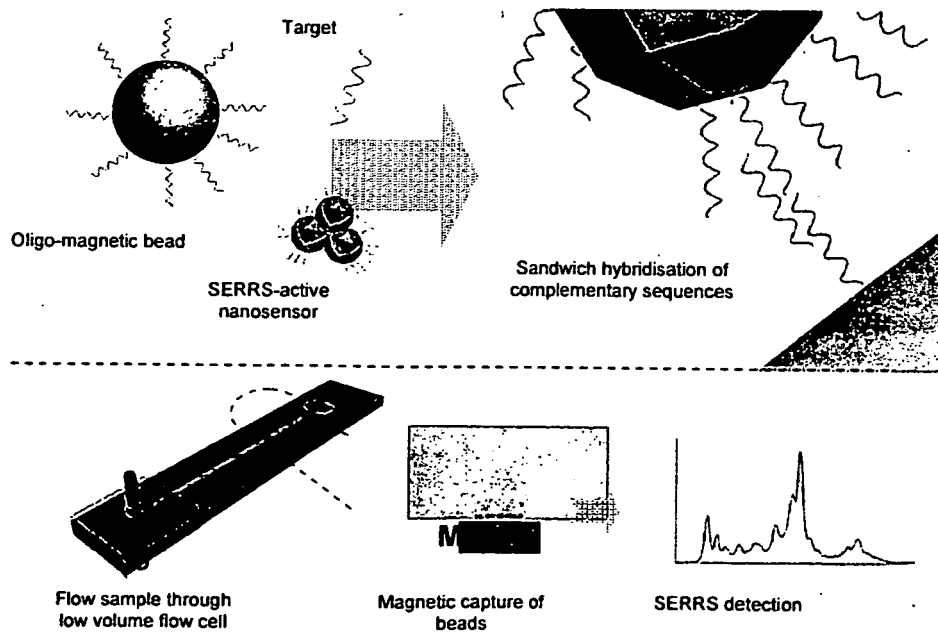 Target
Oligo-magnetic bead
SERRS-active
nanosensor
Sandwich hybridisation of
complementary sequences
Flow sample through
low volume flow cell
M
Magnetic capture of
beads
SERRS detection